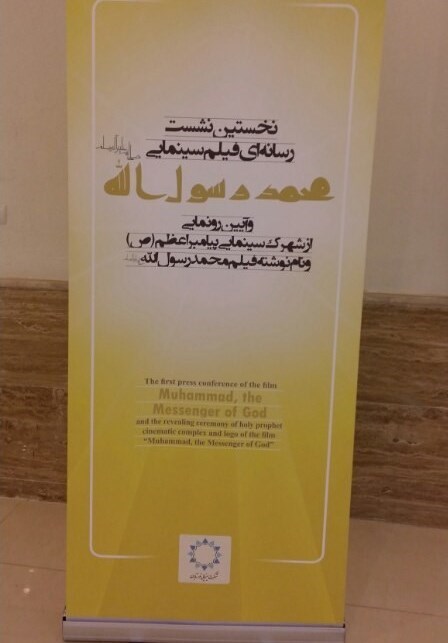 نخستین نشست
رسانه‌ای فیلم سینمایی
محمد رسول الله
و آیین رونمایی
از شهرک سینمایی پیامبر اعظم (ص)
و نام نوشته فیلم محمد رسول الله
The first press conference of the film
Muhammad, the
Messenger of God
and the revealing ceremony of holy prophet
cinematic complex and logo of the film
“Muhammad, the Messenger of God”